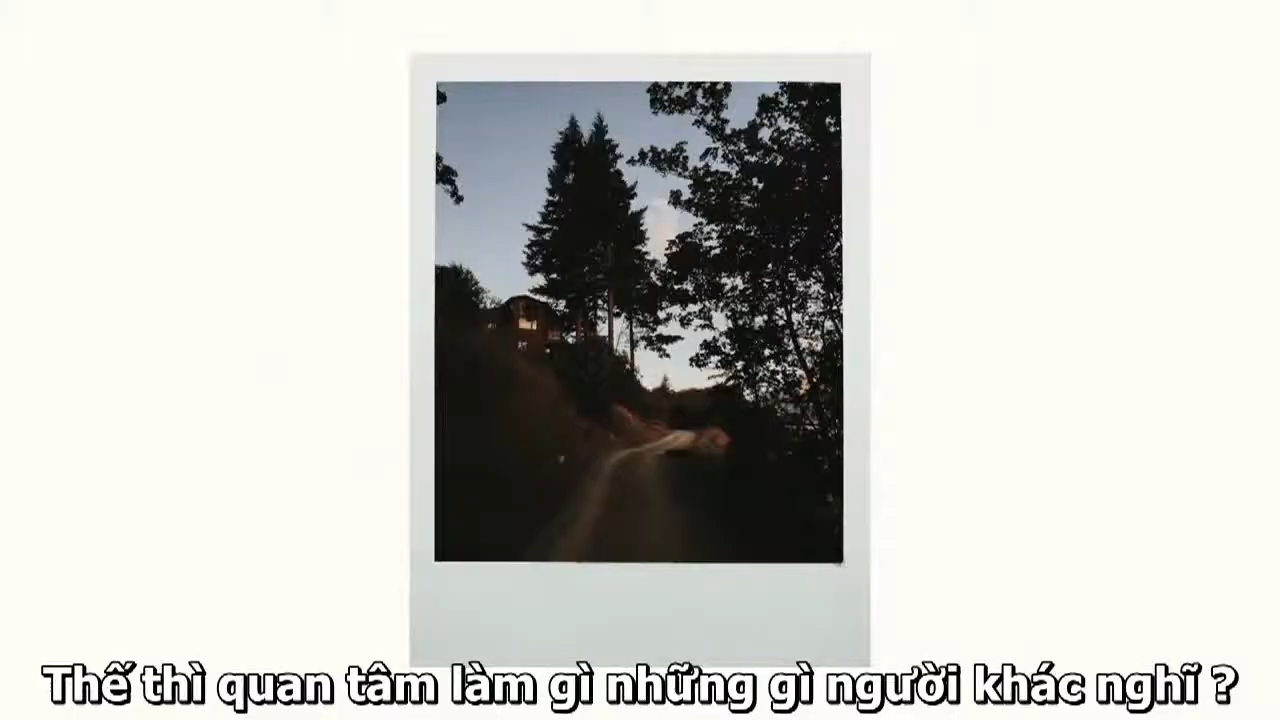 Thế thì quan tâm làm gì những gì người khác nghĩ ?